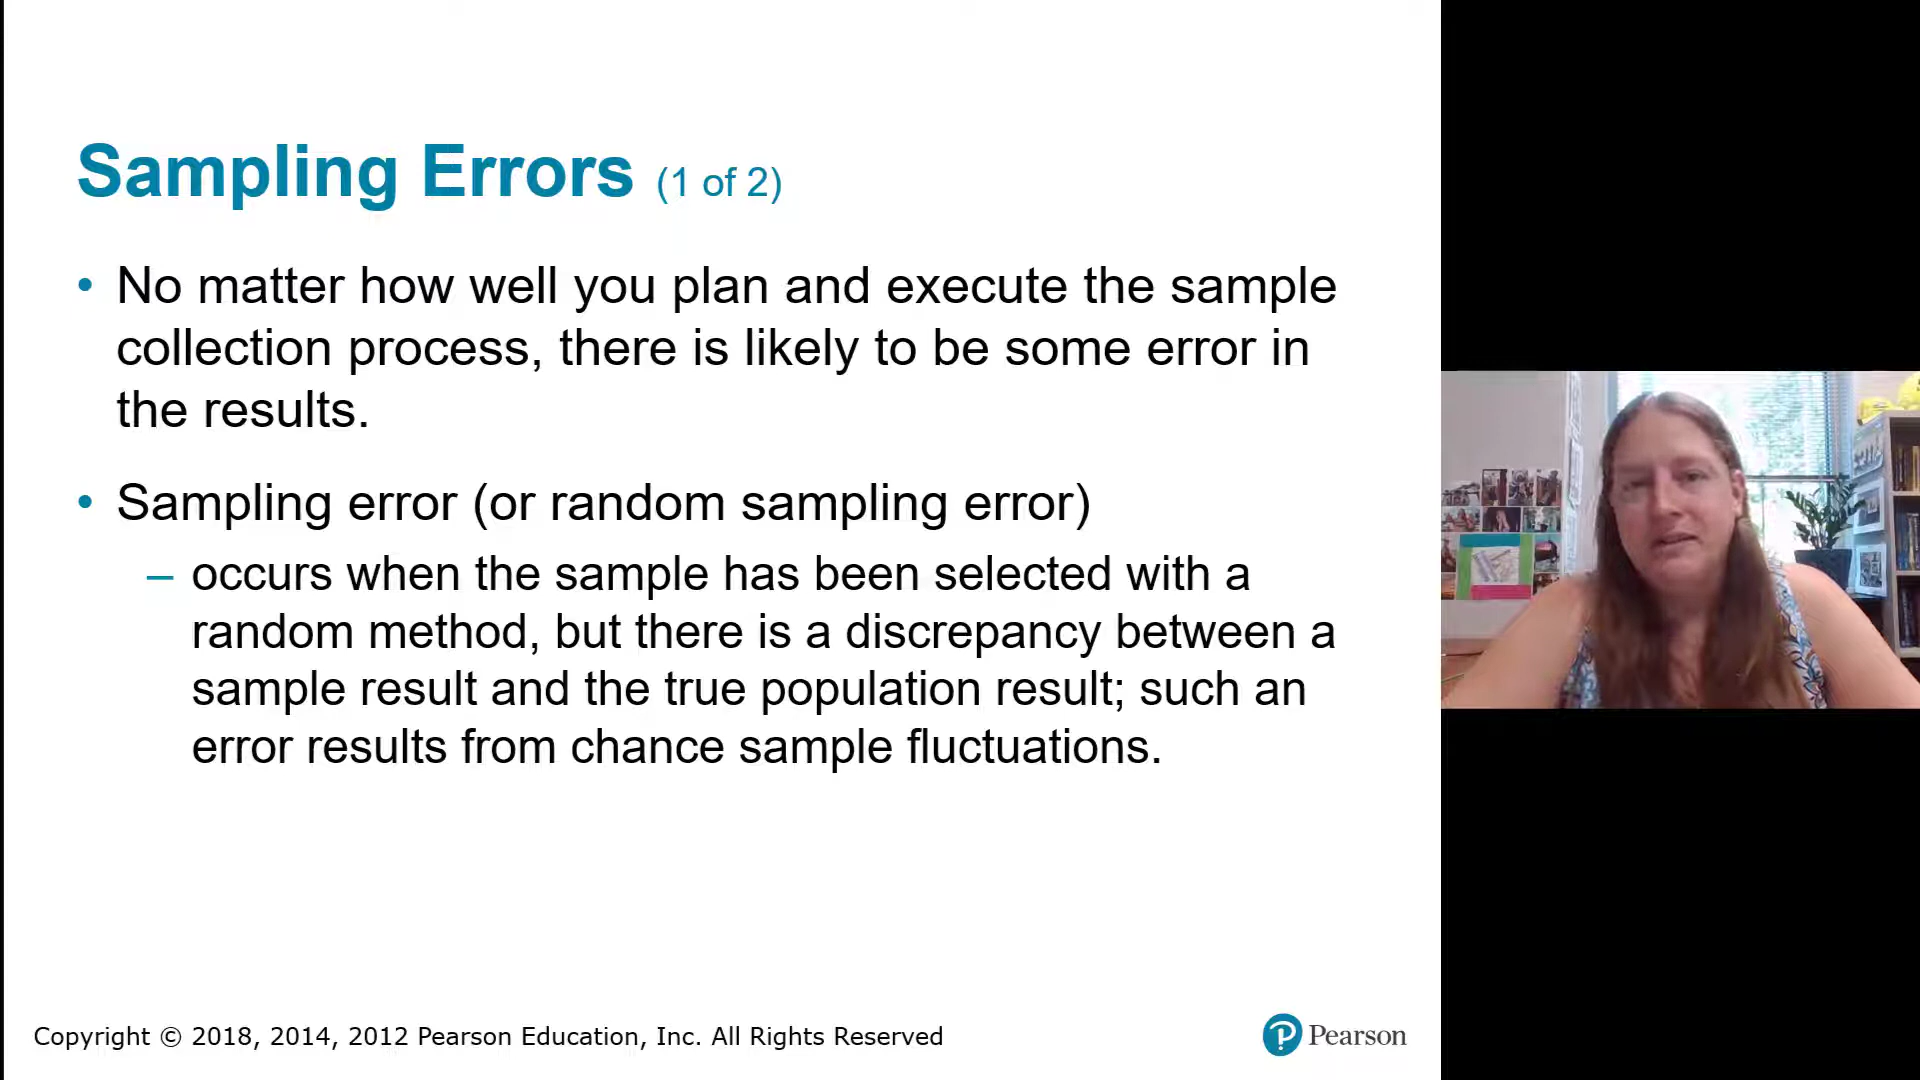 Sampling Errors (1 of 2)
• No matter how well you plan and execute the sample
collection process, there is likely to be some error in
the results.
• Sampling error (or random sampling error)
– occurs when the sample has been selected with a
random method, but there is a discrepancy between a
sample result and the true population result; such an
error results from chance sample fluctuations.
Copyright © 2018, 2014, 2012 Pearson Education, Inc. All Rights Reserved
Pearson